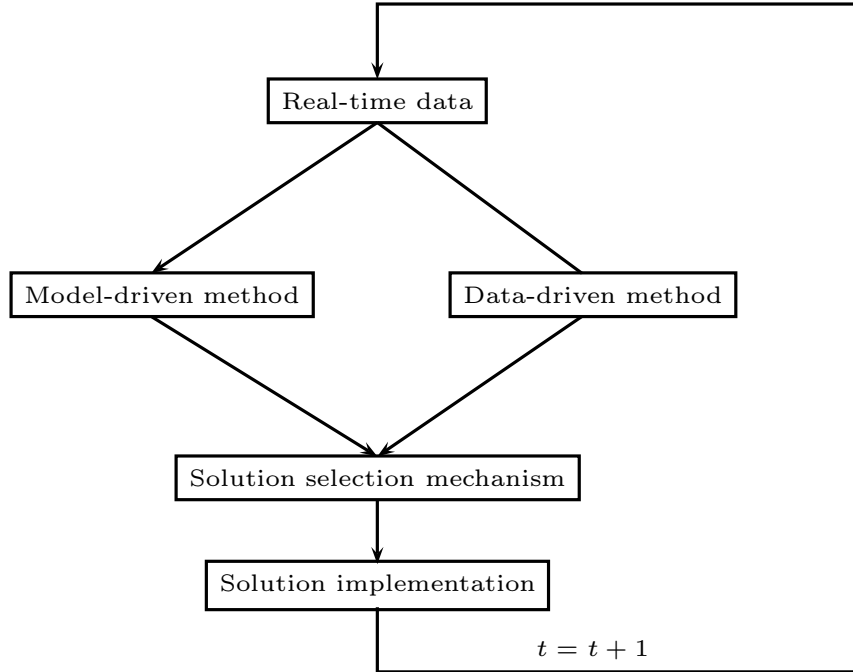 Real-time data
Model-driven method
Data-driven method
Solution selection mechanism
Solution implementation
t = t + 1